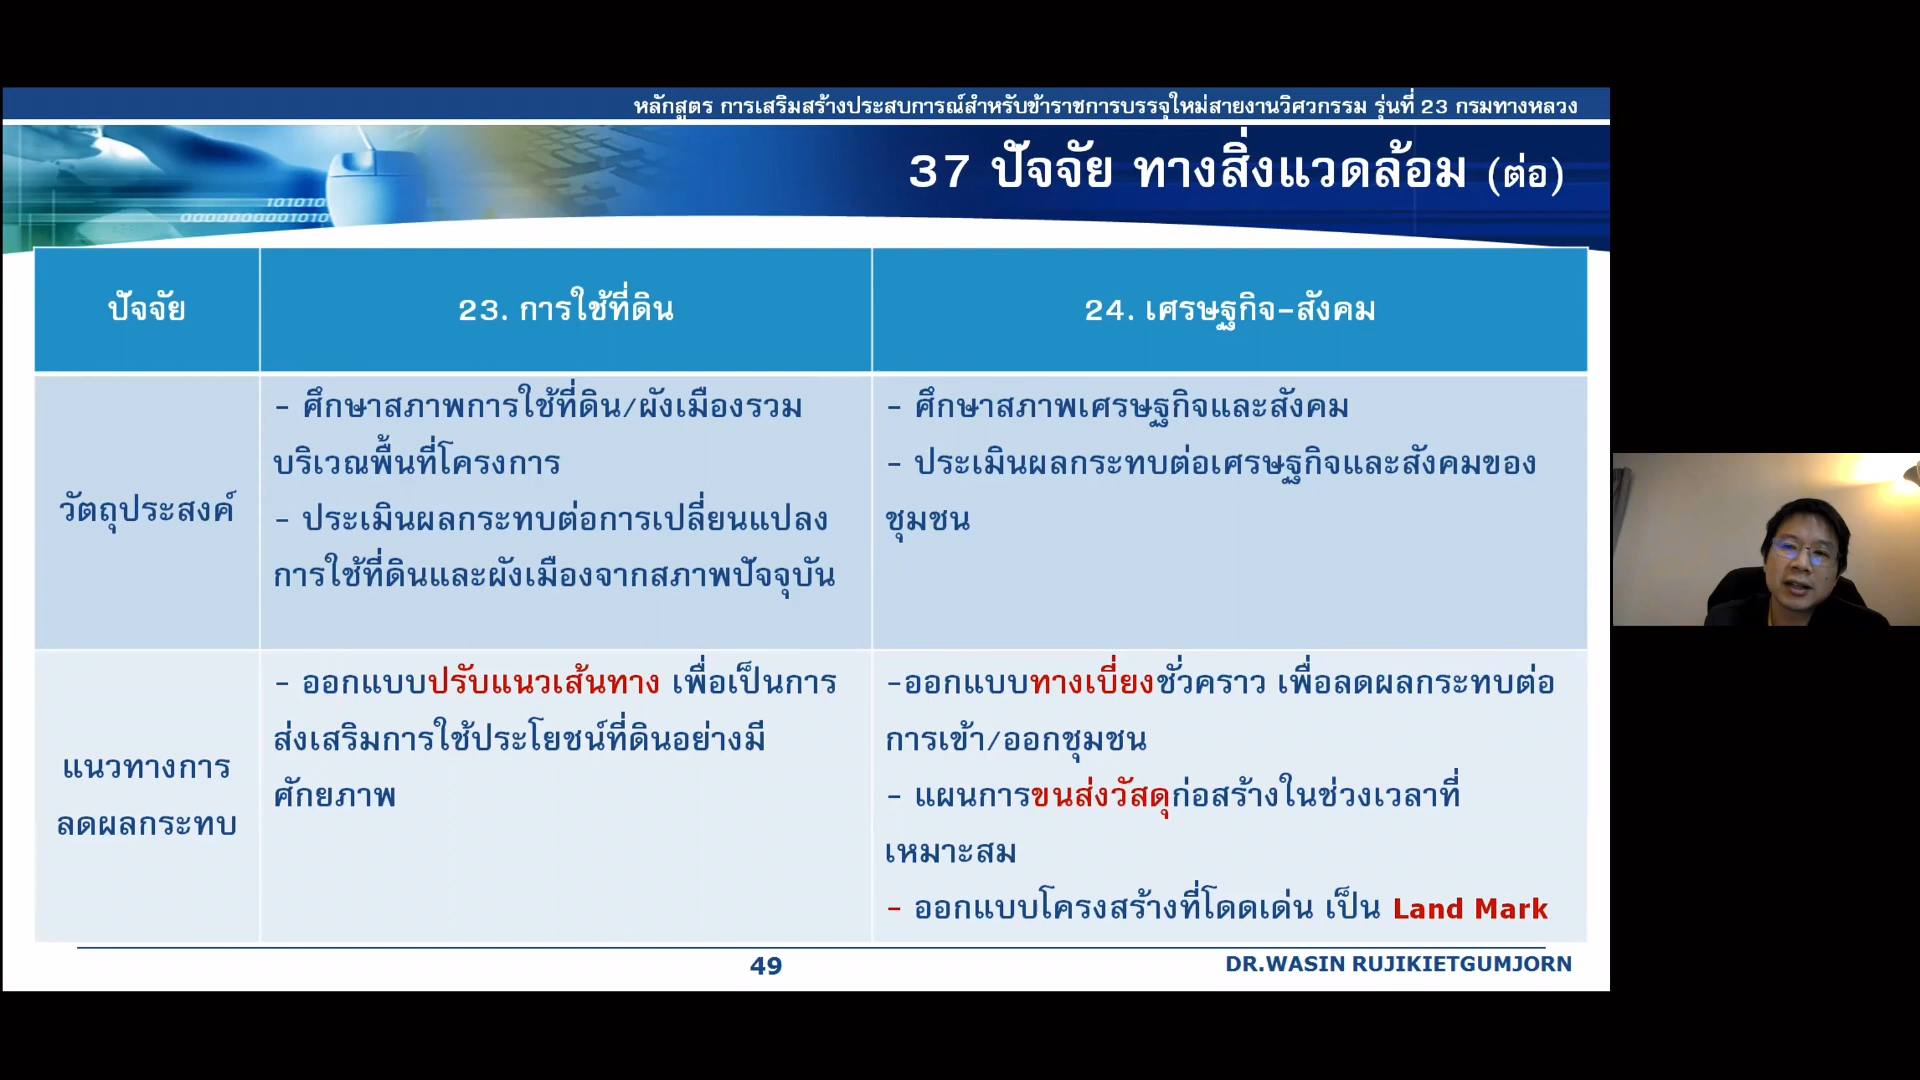 หลักสูตร การเสริมสร้างประสบการณ์สำหรับข้าราชการบรรจุใหม่สายงานวิศวกรรม รุ่นที่ 23 กรมทางหลวง
37 ปัจจัย ทางสิ่งแวดล้อม (ต่อ)
101010
0000000001010
ปัจจัย
23. การใช้ที่ดิน
24. เศรษฐกิจ-สังคม
วัตถุประสงค์
- ศึกษาสภาพการใช้ที่ดิน/ผังเมืองรวม
บริเวณพื้นที่โครงการ
- ประเมินผลกระทบต่อการเปลี่ยนแปลง
การใช้ที่ดินและผังเมืองจากสภาพปัจจุบัน
- ศึกษาสภาพเศรษฐกิจและสังคม
- ประเมินผลกระทบต่อเศรษฐกิจและสังคมของ
ชุมชน
แนวทางการ
ลดผลกระทบ
- ออกแบบปรับแนวเส้นทาง เพื่อเป็นการ
ส่งเสริมการใช้ประโยชน์ที่ดินอย่างมี
ศักยภาพ
-ออกแบบทางเบี่ยงชั่วคราว เพื่อลดผลกระทบต่อ
การเข้า/ออกชุมชน
- แผนการขนส่งวัสดุก่อสร้างในช่วงเวลาที่
เหมาะสม
- ออกแบบโครงสร้างที่โดดเด่น เป็น Land Mark
49
DR.WASIN RUJIKIETGUMJORN